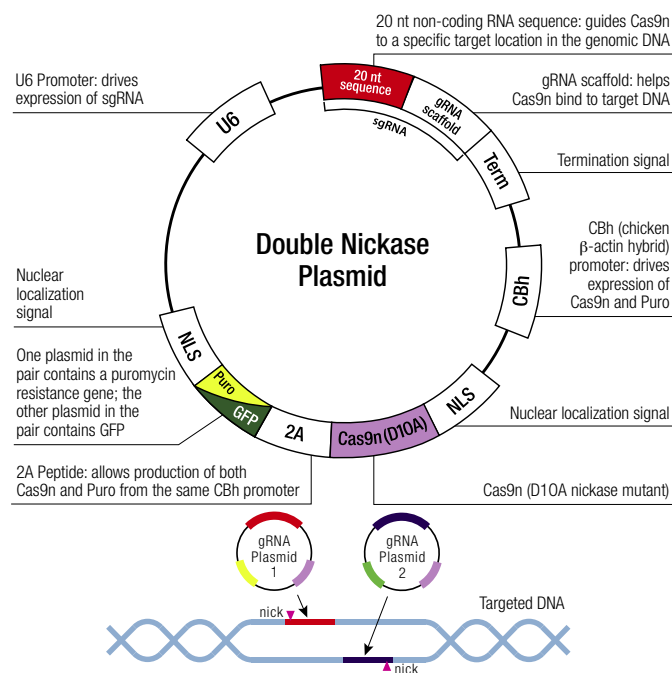 20 nt non-coding RNA sequence: guides Cas9n
to a specific target location in the genomic DNA
U6 Promoter: drives
expression of sgRNA
20 nt
sequence
gRNA
scaffold
gRNA scaffold: helps
Cas9n bind to target DNA
U6
sgRNA
Term
Termination signal
Double Nickase
Plasmid
CBh (chicken
β-actin hybrid)
promoter: drives
expression of
Cas9n and Puro
CBh
Nuclear
localization
signal
NLS
One plasmid in the
pair contains a puromycin
resistance gene; the
other plasmid in the
pair contains GFP
Puro
GFP
2A
Cas9n (D10A)
NLS
Nuclear localization signal
2A Peptide: allows production of both
Cas9n and Puro from the same CBh promoter
Cas9n (D10A nickase mutant)
gRNA
Plasmid
1
gRNA
Plasmid
2
Targeted DNA
nick
nick